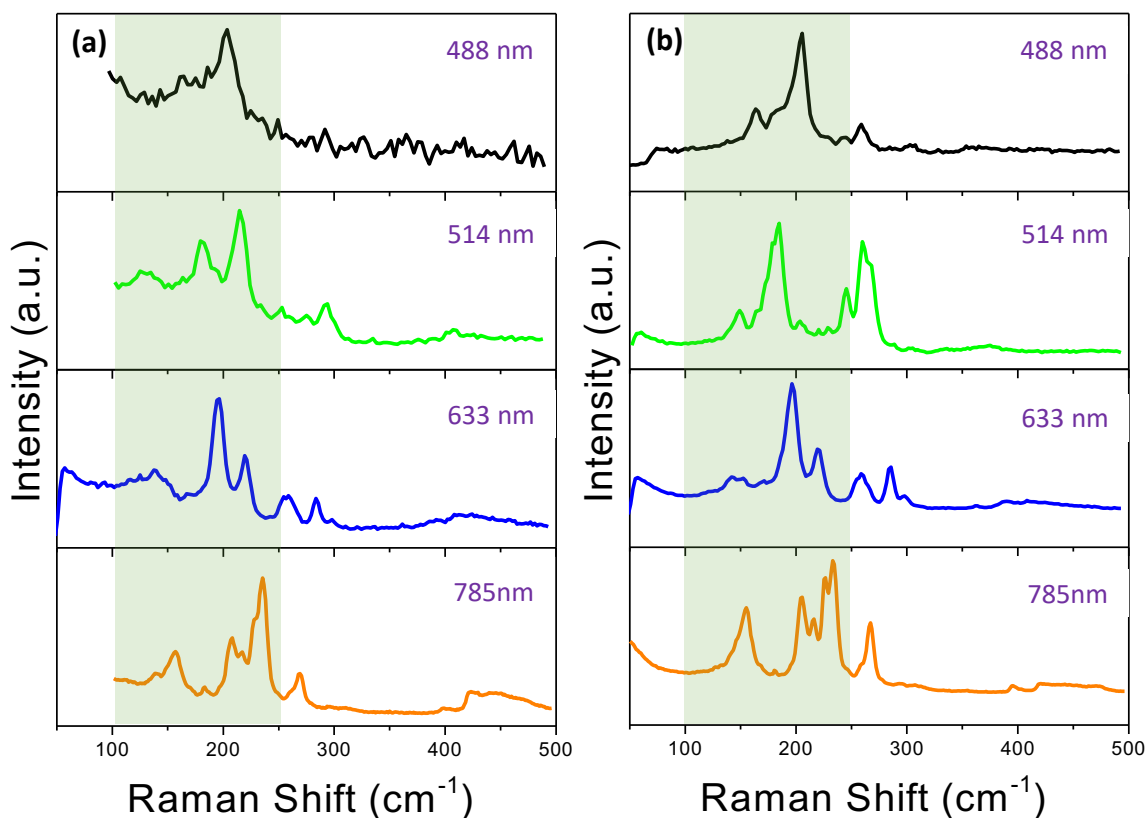 (a)
488 nm
514 nm
633 nm
785nm
Intensity (a.u.)
100
200
300
400
500
Raman Shift (cm⁻¹)
(b)
488 nm
514 nm
633 nm
785nm
Intensity (a.u.)
100
200
300
400
500
Raman Shift (cm⁻¹)